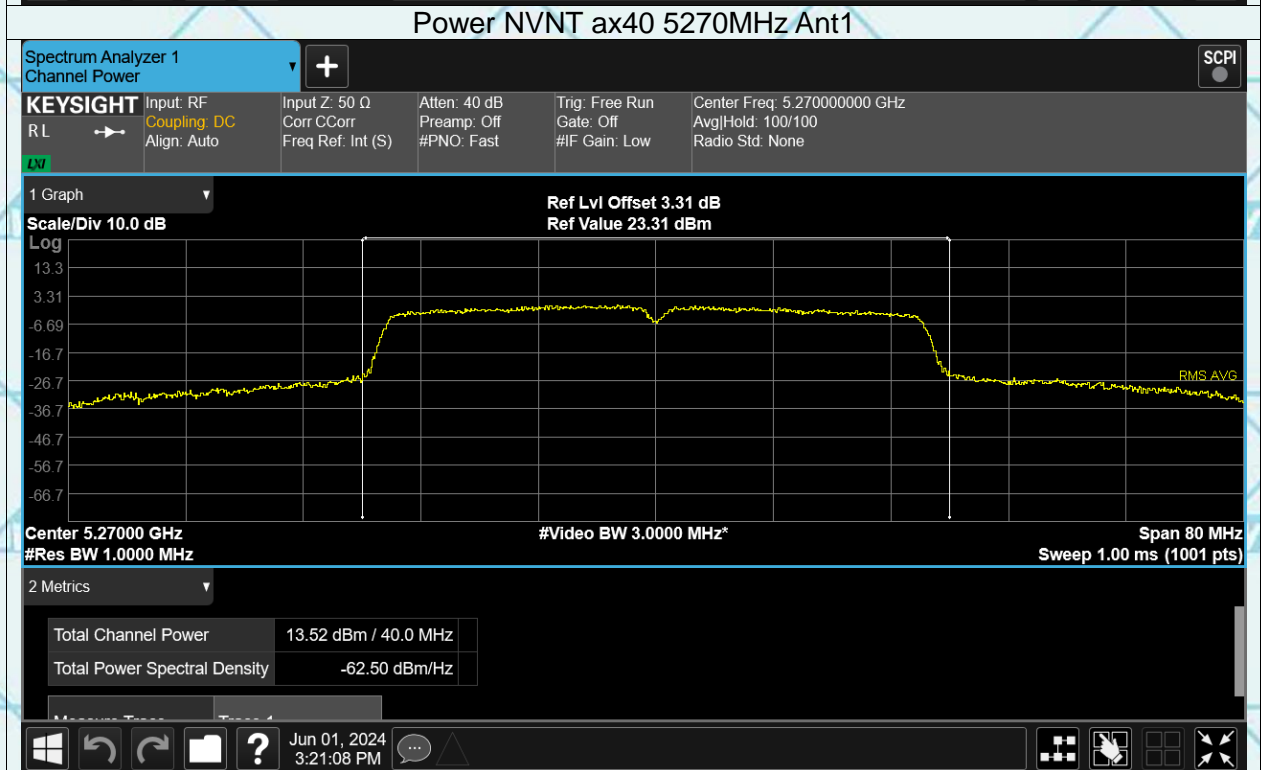 Power NVNT ax40 5270MHz Ant1
Spectrum Analyzer 1
Channel Power
SCPI
KEYSIGHT
R L
LXI
Input: RF
Coupling: DC
Align: Auto
Input Z: 50 Ω
Corr CCorr
Freq Ref: Int (S)
Atten: 40 dB
Preamp: Off
#PNO: Fast
Trig: Free Run
Gate: Off
#IF Gain: Low
Center Freq: 5.270000000 GHz
Avg|Hold: 100/100
Radio Std: None
1 Graph
Scale/Div 10.0 dB
Ref Lvl Offset 3.31 dB
Ref Value 23.31 dBm
Log
13.3
3.31
-6.69
-16.7
-26.7
-36.7
-46.7
-56.7
-66.7
RMS AVG
Center 5.27000 GHz
#Video BW 3.0000 MHz*
Span 80 MHz
#Res BW 1.0000 MHz
Sweep 1.00 ms (1001 pts)
2 Metrics
Total Channel Power 13.52 dBm / 40.0 MHz
Total Power Spectral Density -62.50 dBm/Hz
Jun 01, 2024
3:21:08 PM